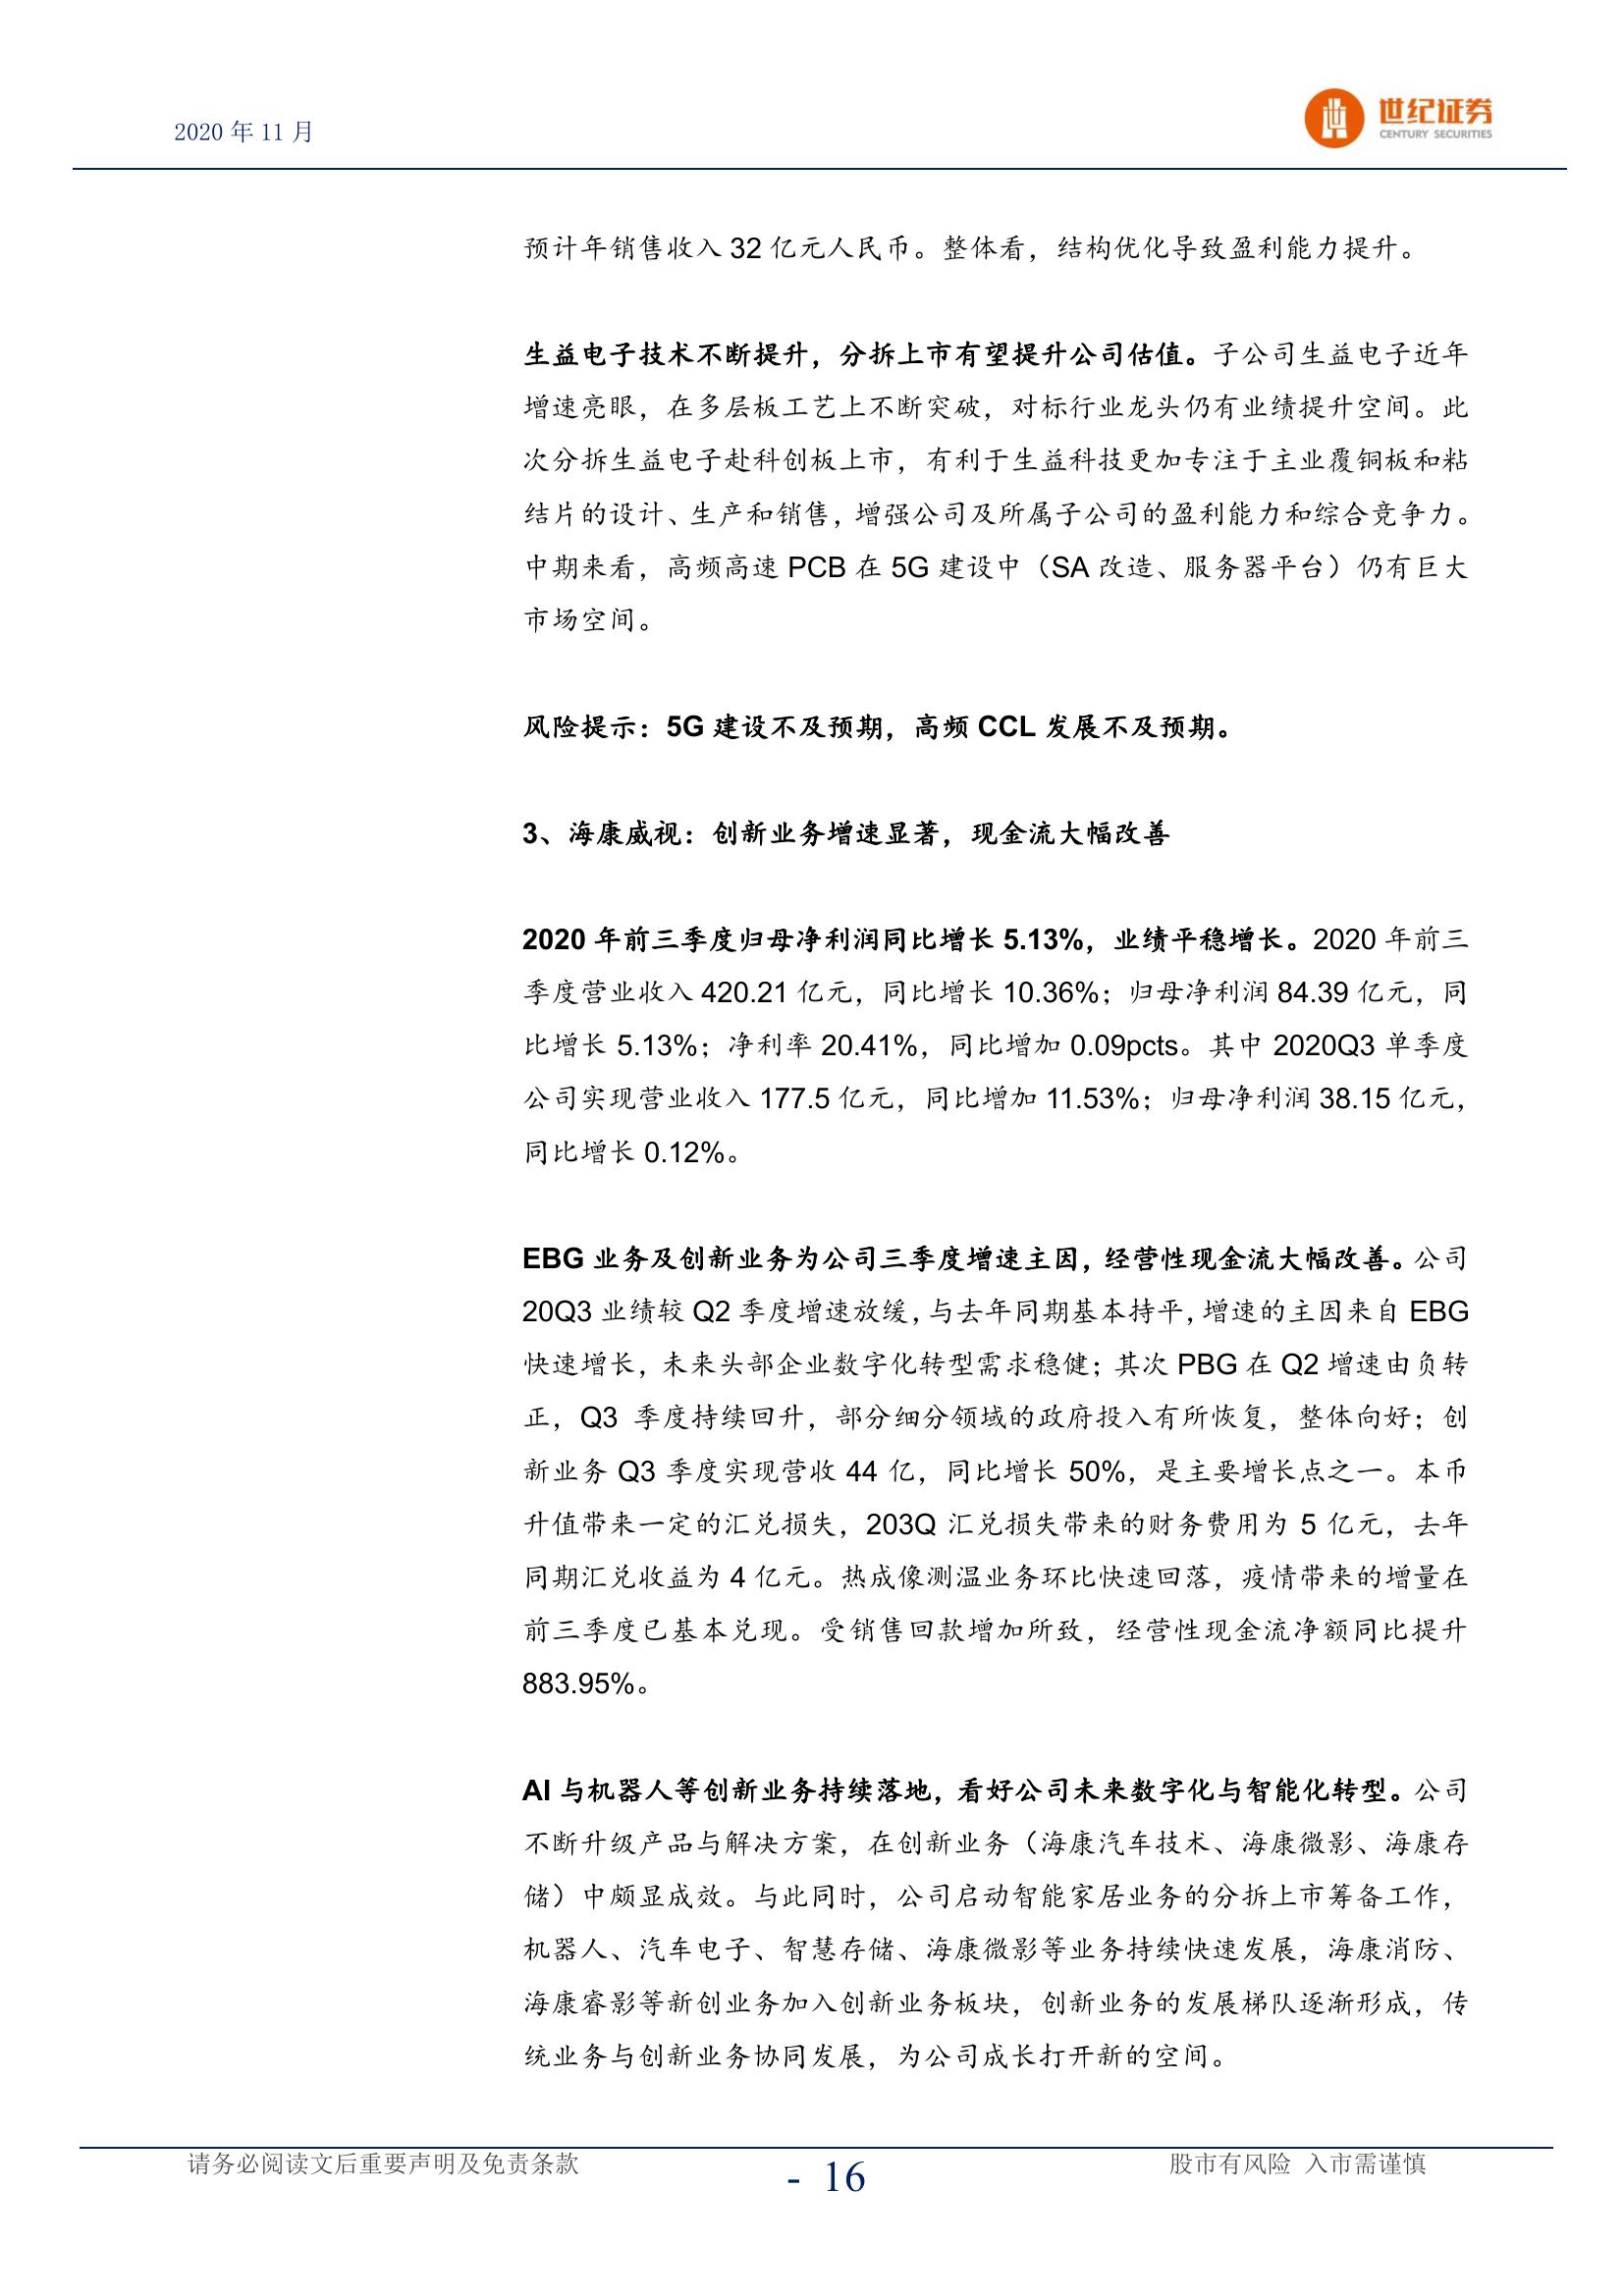 2020 年 11 月
世纪证券
CENTURY SECURITIES
预计年销售收入 32 亿元人民币。整体看，结构优化导致盈利能力提升。
生益电子技术不断提升，分拆上市有望提升公司估值。子公司生益电子近年
增速亮眼，在多层板工艺上不断突破，对标行业龙头仍有业绩提升空间。此
次分拆生益电子赴科创板上市，有利于生益科技更加专注于主业覆铜板和粘
结片的设计、生产和销售，增强公司及所属子公司的盈利能力和综合竞争力。
中期来看，高频高速 PCB 在 5G 建设中（SA 改造、服务器平台）仍有巨大
市场空间。
风险提示：5G 建设不及预期，高频 CCL 发展不及预期。
3、海康威视：创新业务增速显著，现金流大幅改善
2020 年前三季度归母净利润同比增长 5.13%，业绩平稳增长。2020 年前三
季度营业收入 420.21 亿元，同比增长 10.36%；归母净利润 84.39 亿元，同
比增长 5.13%；净利率 20.41%，同比增加 0.09pcts。其中 2020Q3 单季度
公司实现营业收入 177.5 亿元，同比增加 11.53%；归母净利润 38.15 亿元，
同比增长 0.12%。
EBG 业务及创新业务为公司三季度增速主因，经营性现金流大幅改善。公司
20Q3 业绩较 Q2 季度增速放缓，与去年同期基本持平，增速的主因来自 EBG
快速增长，未来头部企业数字化转型需求稳健；其次 PBG 在 Q2 增速由负转
正，Q3 季度持续回升，部分细分领域的政府投入有所恢复，整体向好；创
新业务 Q3 季度实现营收 44 亿，同比增长 50%，是主要增长点之一。本币
升值带来一定的汇兑损失，203Q 汇兑损失带来的财务费用为 5 亿元，去年
同期汇兑收益为 4 亿元。热成像测温业务环比快速回落，疫情带来的增量在
前三季度已基本兑现。受销售回款增加所致，经营性现金流净额同比提升
883.95%。
AI 与机器人等创新业务持续落地，看好公司未来数字化与智能化转型。公司
不断升级产品与解决方案，在创新业务（海康汽车技术、海康微影、海康存
储）中颇显成效。与此同时，公司启动智能家居业务的分拆上市筹备工作，
机器人、汽车电子、智慧存储、海康微影等业务持续快速发展，海康消防、
海康睿影等新创业务加入创新业务板块，创新业务的发展梯队逐渐形成，传
统业务与创新业务协同发展，为公司成长打开新的空间。
请务必阅读文后重要声明及免责条款
- 16
股市有风险 入市需谨慎